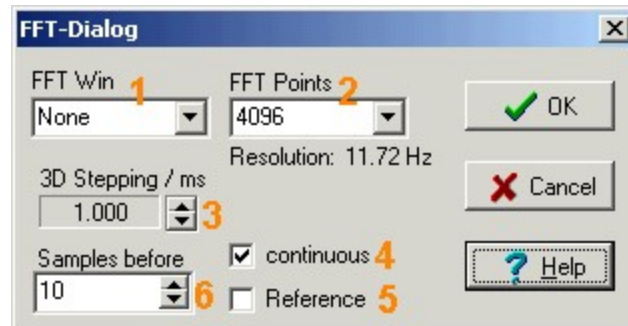 FFT-Dialog
FFT Win 1
None
FFT Points 2
4096
Resolution: 11.72 Hz
OK
3D Stepping / ms
1.000 3
Cancel
Samples before
10 6
continuous 4
Reference 5
? Help